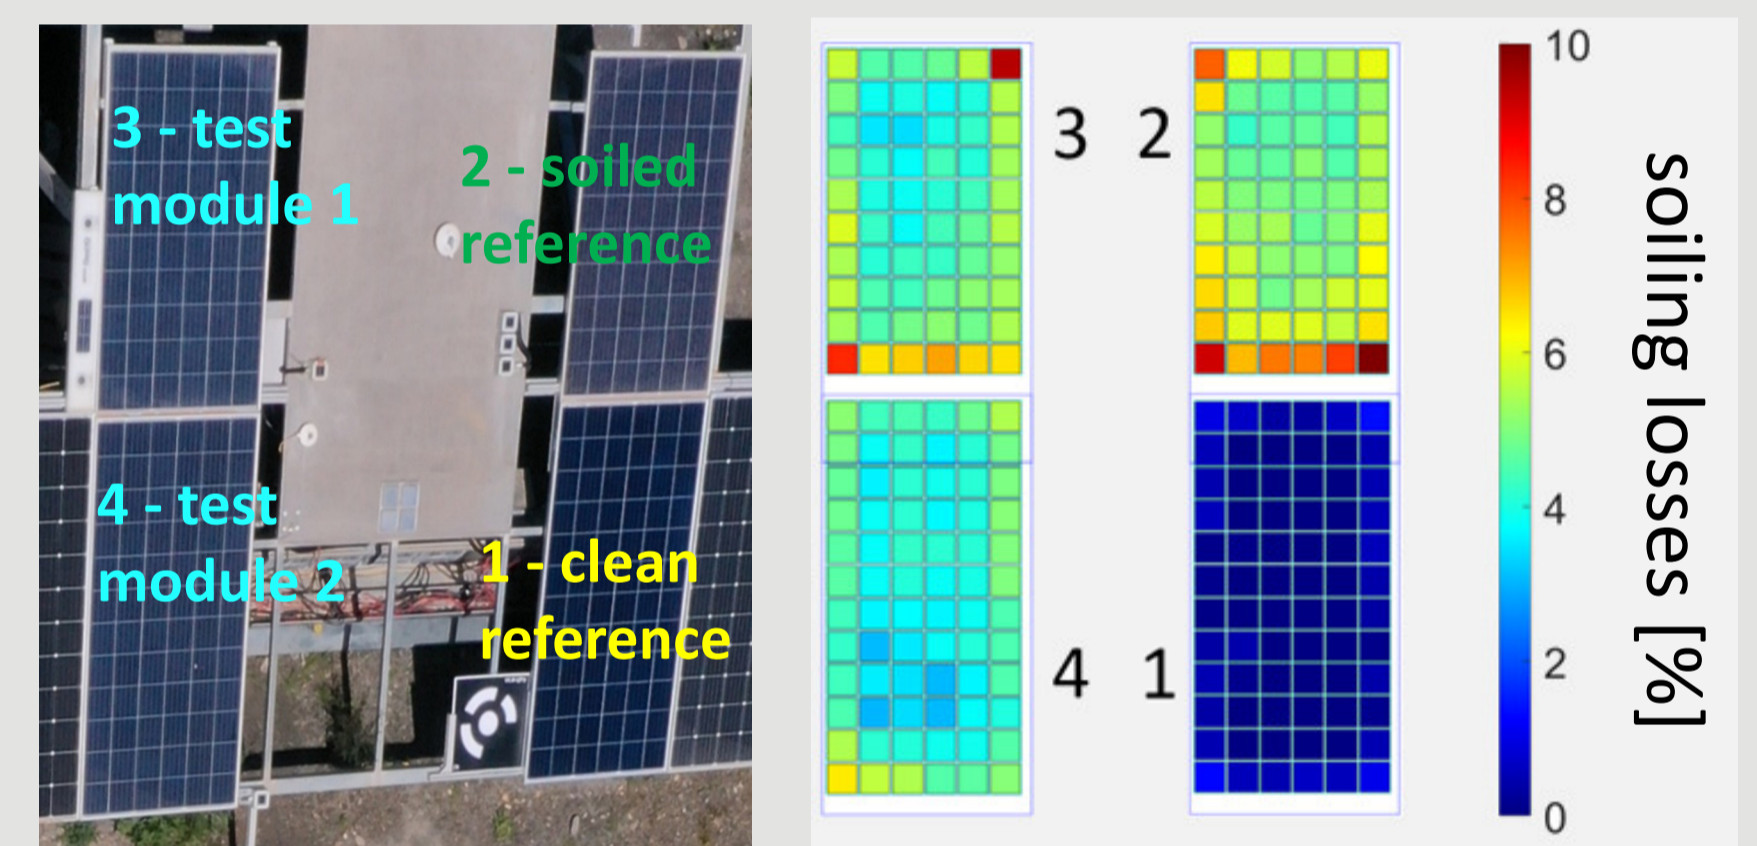 3 - test
module 1
2 - soiled
reference
4 - test
module 2
1 - clean
reference
3 2
4 1
10
8
6
4
2
0
soiling losses [%]